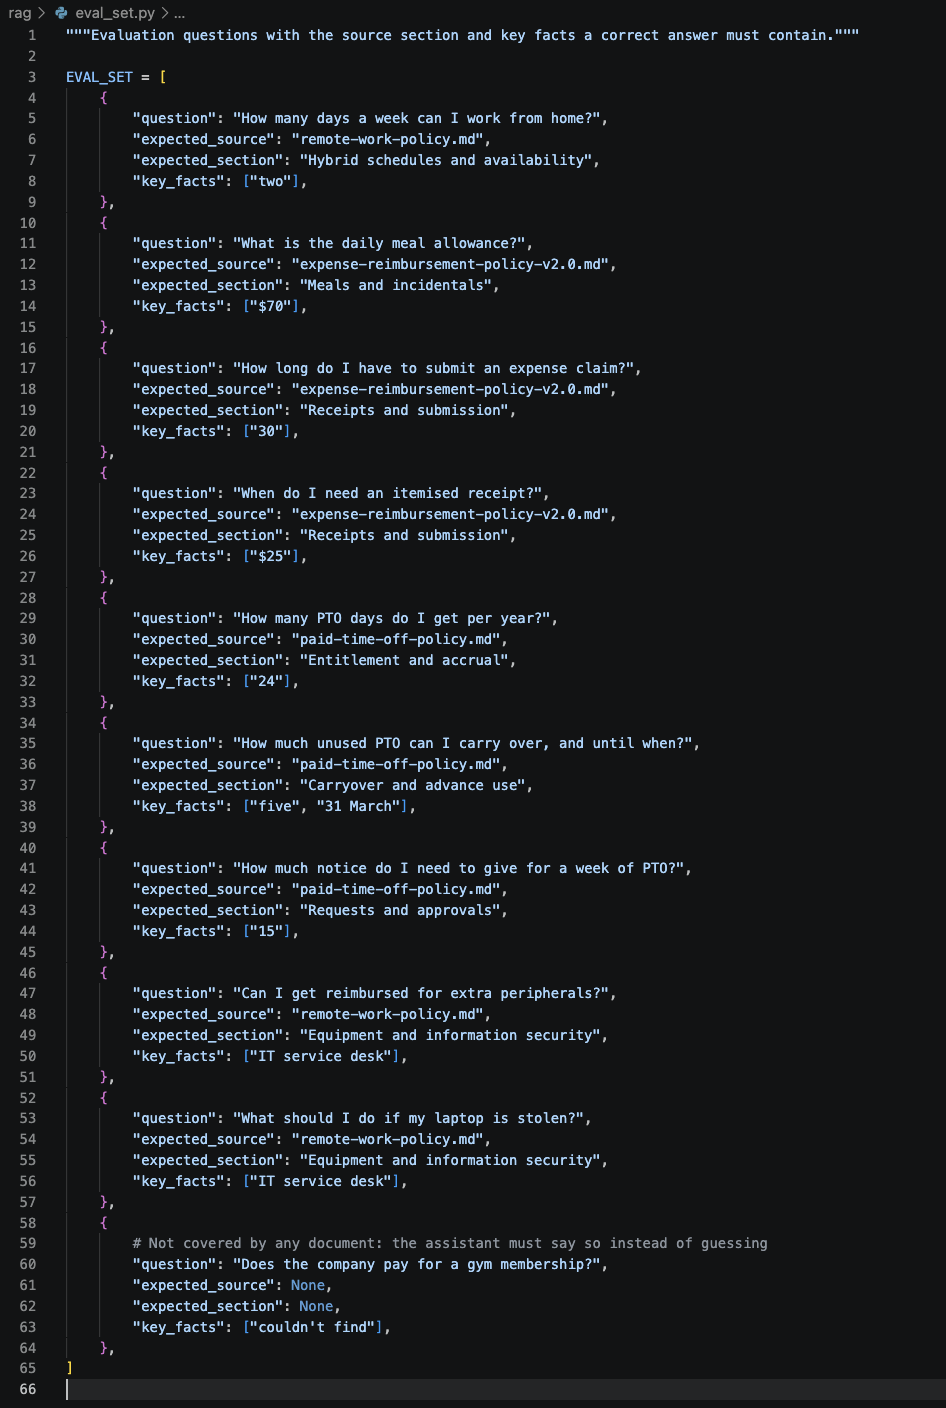 rag > eval_set.py > ...
1 """Evaluation questions with the source section and key facts a correct answer must contain."""
2
3 EVAL_SET = [
4     {
5         "question": "How many days a week can I work from home?",
6         "expected_source": "remote-work-policy.md",
7         "expected_section": "Hybrid schedules and availability",
8         "key_facts": ["two"],
9     },
10     {
11         "question": "What is the daily meal allowance?",
12         "expected_source": "expense-reimbursement-policy-v2.0.md",
13         "expected_section": "Meals and incidentals",
14         "key_facts": ["$70"],
15     },
16     {
17         "question": "How long do I have to submit an expense claim?",
18         "expected_source": "expense-reimbursement-policy-v2.0.md",
19         "expected_section": "Receipts and submission",
20         "key_facts": ["30"],
21     },
22     {
23         "question": "When do I need an itemised receipt?",
24         "expected_source": "expense-reimbursement-policy-v2.0.md",
25         "expected_section": "Receipts and submission",
26         "key_facts": ["$25"],
27     },
28     {
29         "question": "How many PTO days do I get per year?",
30         "expected_source": "paid-time-off-policy.md",
31         "expected_section": "Entitlement and accrual",
32         "key_facts": ["24"],
33     },
34     {
35         "question": "How much unused PTO can I carry over, and until when?",
36         "expected_source": "paid-time-off-policy.md",
37         "expected_section": "Carryover and advance use",
38         "key_facts": ["five", "31 March"],
39     },
40     {
41         "question": "How much notice do I need to give for a week of PTO?",
42         "expected_source": "paid-time-off-policy.md",
43         "expected_section": "Requests and approvals",
44         "key_facts": ["15"],
45     },
46     {
47         "question": "Can I get reimbursed for extra peripherals?",
48         "expected_source": "remote-work-policy.md",
49         "expected_section": "Equipment and information security",
50         "key_facts": ["IT service desk"],
51     },
52     {
53         "question": "What should I do if my laptop is stolen?",
54         "expected_source": "remote-work-policy.md",
55         "expected_section": "Equipment and information security",
56         "key_facts": ["IT service desk"],
57     },
58     {
59         # Not covered by any document: the assistant must say so instead of guessing
60         "question": "Does the company pay for a gym membership?",
61         "expected_source": None,
62         "expected_section": None,
63         "key_facts": ["couldn't find"],
64     },
65 ]
66